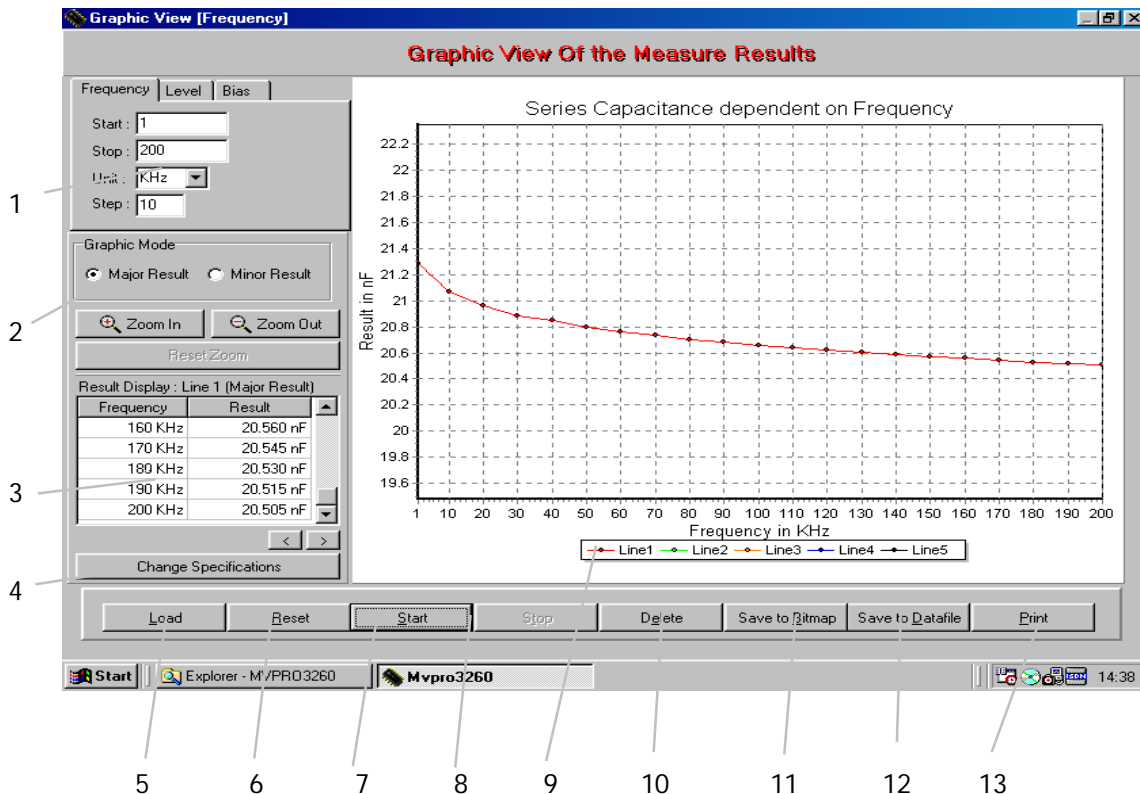 Graphic View [Frequency]
Graphic View Of the Measure Results
Frequency Level Bias
Start : 1
Stop : 200
Unit : KHz
Step : 10
1
Graphic Mode
Major Result Minor Result
2
Zoom In Zoom Out
Reset Zoom
Result Display : Line 1 (Major Result)
Frequency Result
160 KHz 20.560 nF
170 KHz 20.545 nF
180 KHz 20.530 nF
190 KHz 20.515 nF
200 KHz 20.505 nF
3
< >
Change Specifications
4
Series Capacitance dependent on Frequency
Result in nF
22.2
22
21.8
21.6
21.4
21.2
21
20.8
20.6
20.4
20.2
20
19.8
19.6
1 10 20 30 40 50 60 70 80 90 100 110 120 130 140 150 160 170 180 190 200
Frequency in KHz
Line1 Line2 Line3 Line4 Line5
Load Reset Start Stop Delete Save to Bitmap Save to Datafile Print
Start Explorer - MVPRO3260 Mvpro3260 ISDN 14:38
5 6 7 8 9 10 11 12 13